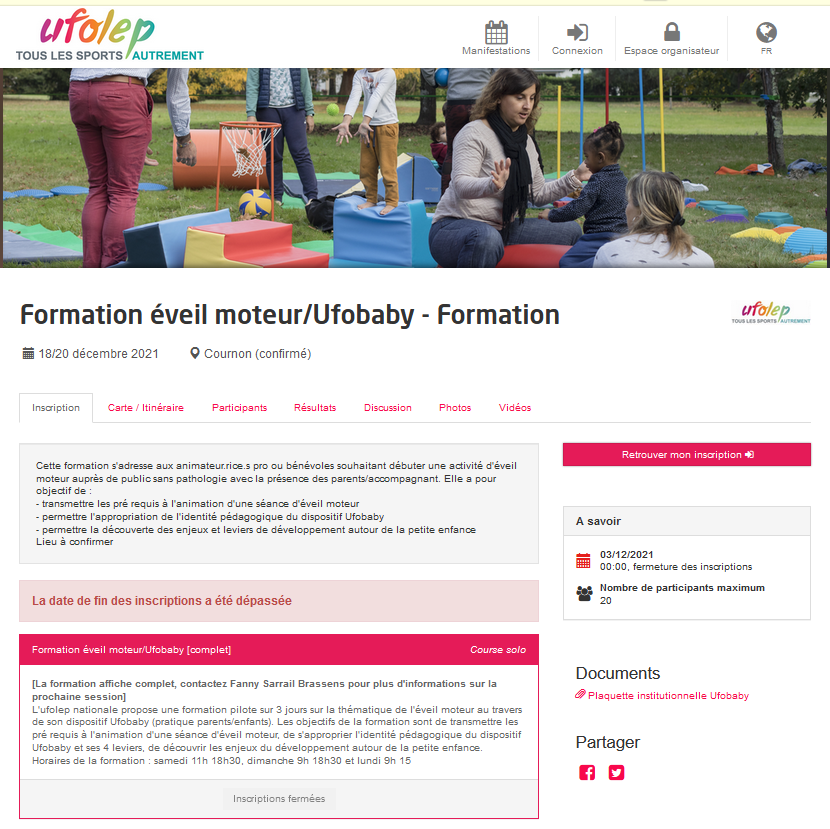 ufolep
TOUS LES SPORTS AUTREMENT
Manifestations
Connexion
Espace organisateur
FR
Formation éveil moteur/Ufobaby - Formation
ufolep
TOUS LES SPORTS AUTREMENT
18/20 décembre 2021
Cournon (confirmé)
Inscription
Carte / Itinéraire
Participants
Résultats
Discussion
Photos
Vidéos
Cette formation s'adresse aux animateur.rice.s pro ou bénévoles souhaitant débuter une activité d'éveil
moteur auprès de public sans pathologie avec la présence des parents/accompagnant. Elle a pour
objectif de :
- transmettre les pré requis à l'animation d'une séance d'éveil moteur
- permettre l'appropriation de l'identité pédagogique du dispositif Ufobaby
- permettre la découverte des enjeux et leviers de développement autour de la petite enfance
Lieu à confirmer
La date de fin des inscriptions a été dépassée
Formation éveil moteur/Ufobaby [complet]
Course solo
[La formation affiche complet, contactez Fanny Sarrail Brassens pour plus d'informations sur la
prochaine session]
L'ufolep nationale propose une formation pilote sur 3 jours sur la thématique de l'éveil moteur au travers
de son dispositif Ufobaby (pratique parents/enfants). Les objectifs de la formation sont de transmettre les
pré requis à l'animation d'une séance d'éveil moteur, de s'approprier l'identité pédagogique du dispositif
Ufobaby et ses 4 leviers, de découvrir les enjeux du développement autour de la petite enfance.
Horaires de la formation : samedi 11h 18h30, dimanche 9h 18h30 et lundi 9h 15
Inscriptions fermées
Retrouver mon inscription
A savoir
03/12/2021
00:00, fermeture des inscriptions
Nombre de participants maximum
20
Documents
Plaquette institutionnelle Ufobaby
Partager